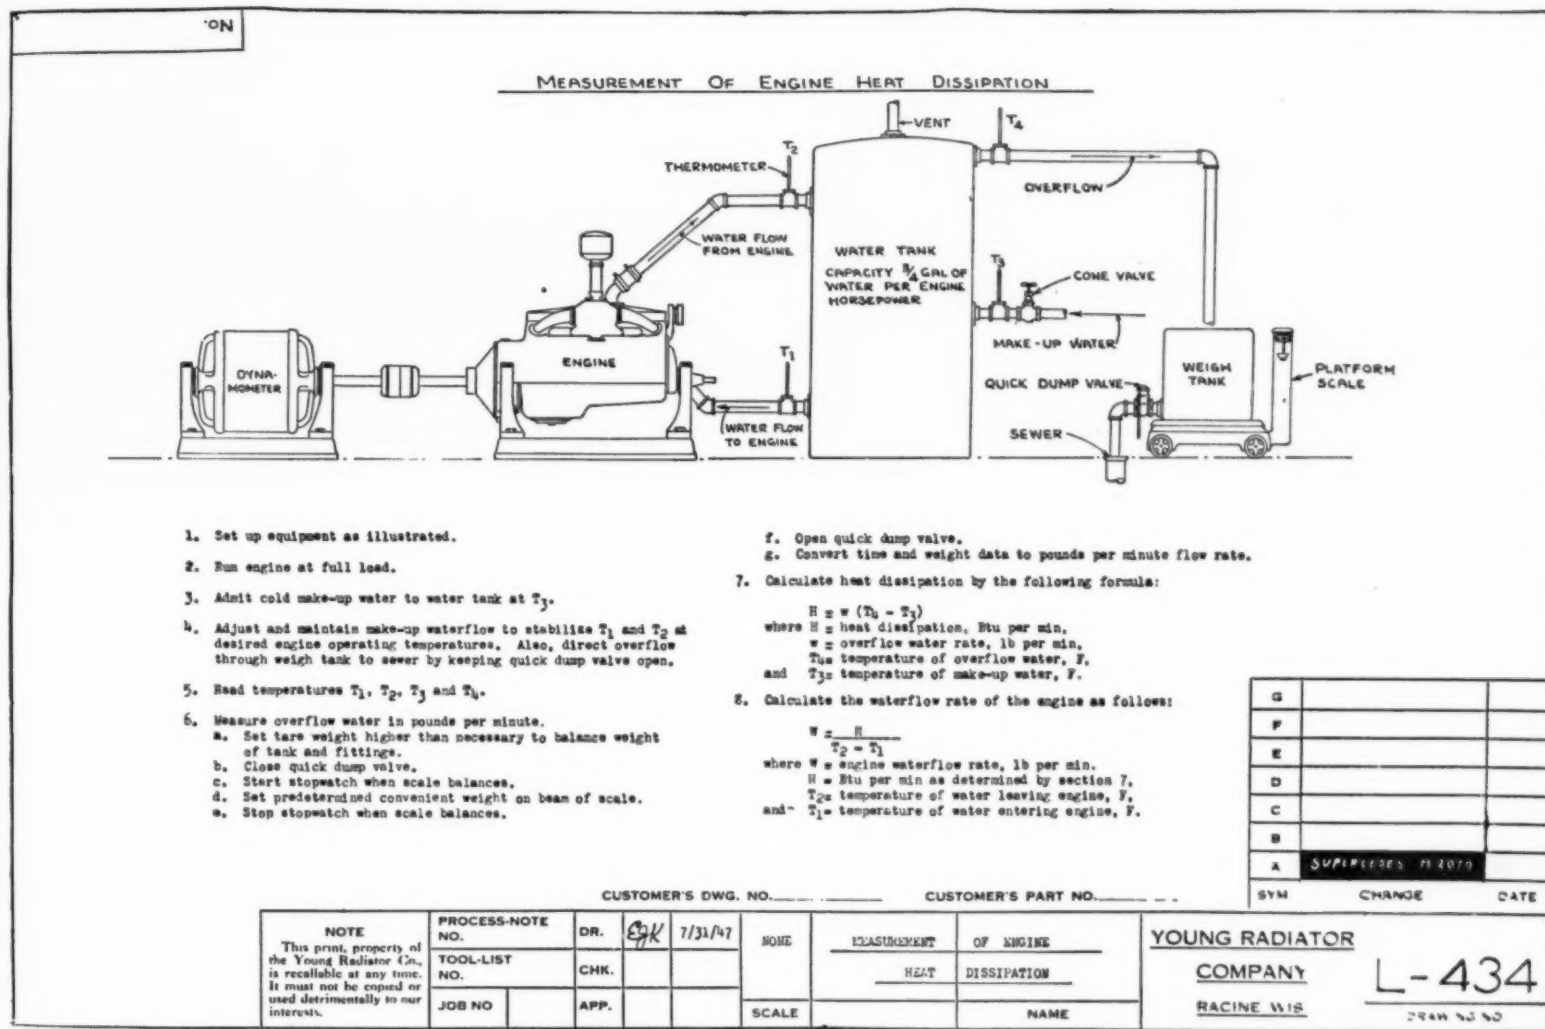 No.
MEASUREMENT OF ENGINE HEAT DISSIPATION
VENT
T4
T2
THERMOMETER
OVERFLOW
WATER FLOW
FROM ENGINE
WATER TANK
CAPACITY 3/4 GAL OF
WATER PER ENGINE
HORSEPOWER
T3
CONE VALVE
MAKE-UP WATER
DYNA-
MOMETER
ENGINE
T1
WATER FLOW
TO ENGINE
QUICK DUMP VALVE
WEIGH
TANK
PLATFORM
SCALE
SEWER
1. Set up equipment as illustrated.
2. Run engine at full load.
3. Admit cold make-up water to water tank at T3.
4. Adjust and maintain make-up waterflow to stabilize T1 and T2 at
desired engine operating temperatures. Also, direct overflow
through weigh tank to sewer by keeping quick dump valve open.
5. Read temperatures T1, T2, T3 and T4.
6. Measure overflow water in pounds per minute.
a. Set tare weight higher than necessary to balance weight
of tank and fittings.
b. Close quick dump valve.
c. Start stopwatch when scale balances.
d. Set predetermined convenient weight on beam of scale.
e. Stop stopwatch when scale balances.
f. Open quick dump valve.
g. Convert time and weight data to pounds per minute flow rate.
7. Calculate heat dissipation by the following formula:
H = w (T4 - T3)
where H = heat dissipation, Btu per min,
w = overflow water rate, lb per min,
T4= temperature of overflow water, F,
and T3= temperature of make-up water, F.
8. Calculate the waterflow rate of the engine as follows:
W = H
T2 - T1
where W = engine waterflow rate, lb per min.
H = Btu per min as determined by section 7,
T2= temperature of water leaving engine, F,
and T1= temperature of water entering engine, F.
G
F
E
D
C
B
A SUPERCEDES M 2070
SYM CHANGE DATE
CUSTOMER'S DWG. NO. CUSTOMER'S PART NO.
NOTE
This print, property of
the Young Radiator Co.,
is recallable at any time.
It must not be copied or
used detrimentally to our
interests.
PROCESS-NOTE
NO.
TOOL-LIST
NO.
JOB NO
DR. EJK 7/31/47
CHK.
APP.
NONE
SCALE
MEASUREMENT OF ENGINE
HEAT DISSIPATION
NAME
YOUNG RADIATOR
COMPANY
RACINE WIS
L-434
DRAWING NO